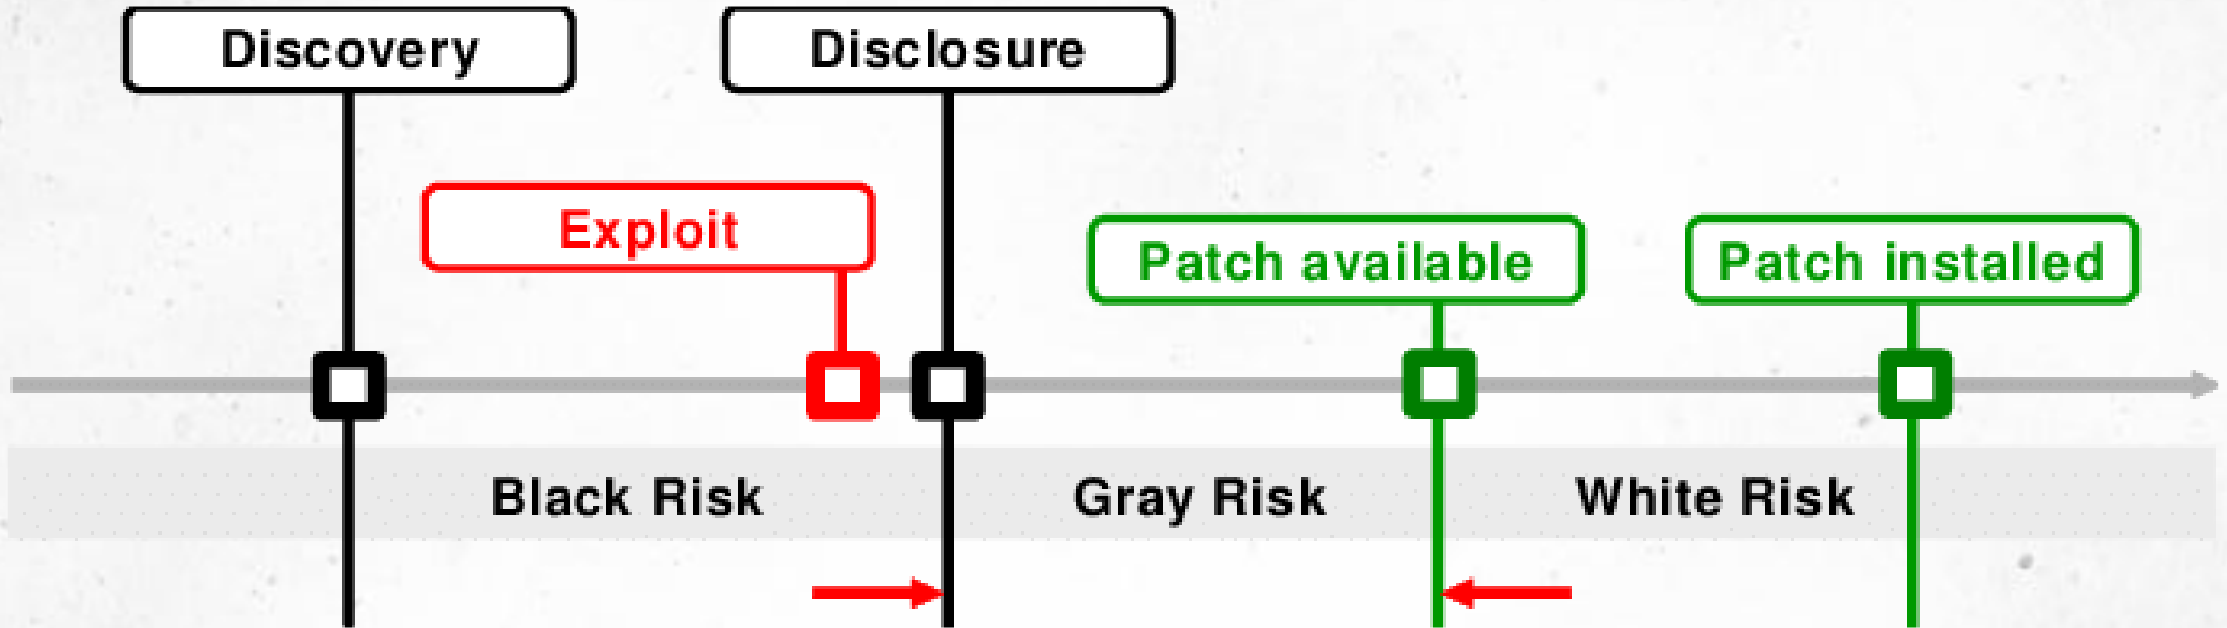 Discovery
Disclosure
Exploit
Patch available
Patch installed
Black Risk
Gray Risk
White Risk